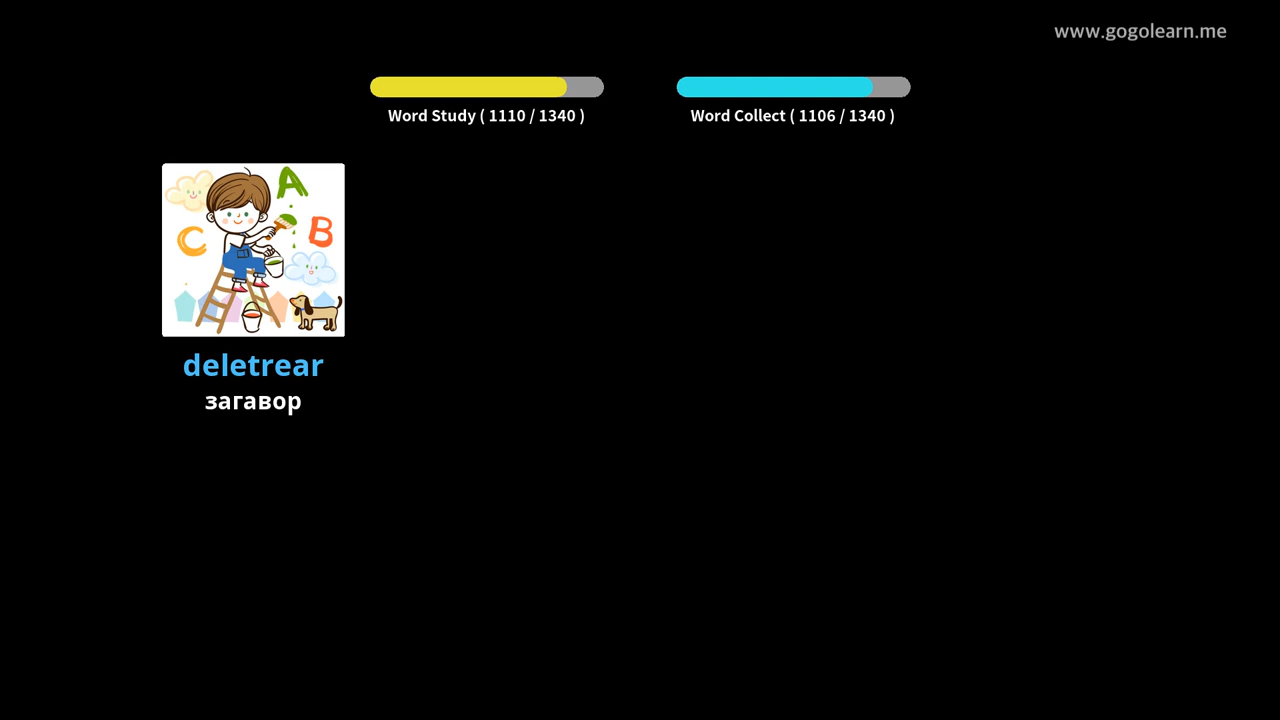 www.gogolearn.me
Word Study ( 1110 / 1340 )
Word Collect ( 1106 / 1340 )
A
B
C
deletrear
загавор